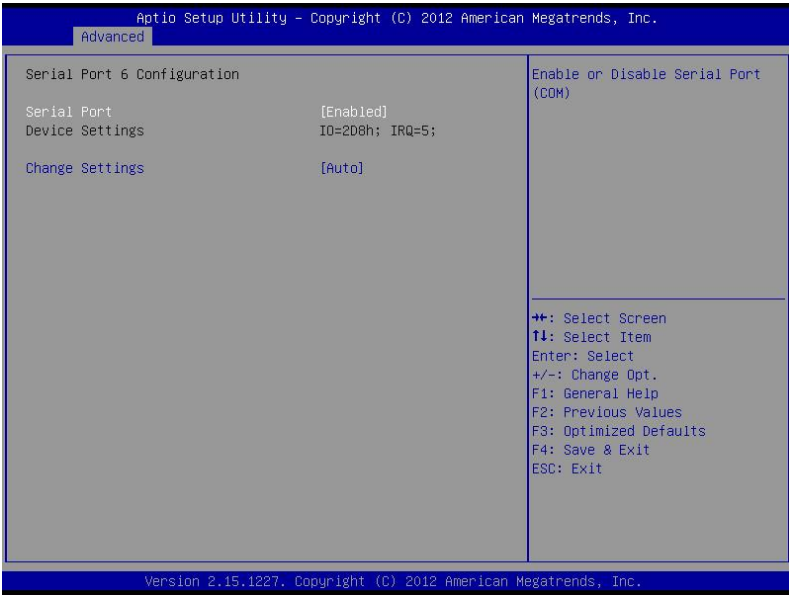 Aptio Setup Utility – Copyright (C) 2012 American Megatrends, Inc.
Advanced
Serial Port 6 Configuration
Serial Port [Enabled]
Device Settings IO=2D8h; IRQ=5;
Change Settings [Auto]
Enable or Disable Serial Port
(COM)
→←: Select Screen
↑↓: Select Item
Enter: Select
+/-: Change Opt.
F1: General Help
F2: Previous Values
F3: Optimized Defaults
F4: Save & Exit
ESC: Exit
Version 2.15.1227. Copyright (C) 2012 American Megatrends, Inc.